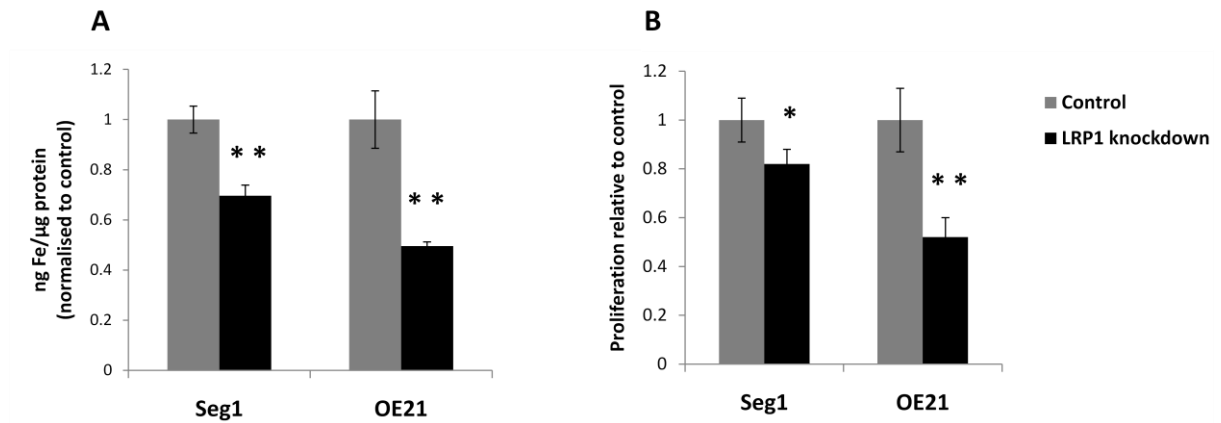 A
ng Fe/µg protein
(normalised to control)
1.2
1
0.8
0.6
0.4
0.2
0
* *
* *
Seg1
OE21
B
Proliferation relative to control
1.2
1
0.8
0.6
0.4
0.2
0
*
* *
Seg1
OE21
Control
LRP1 knockdown